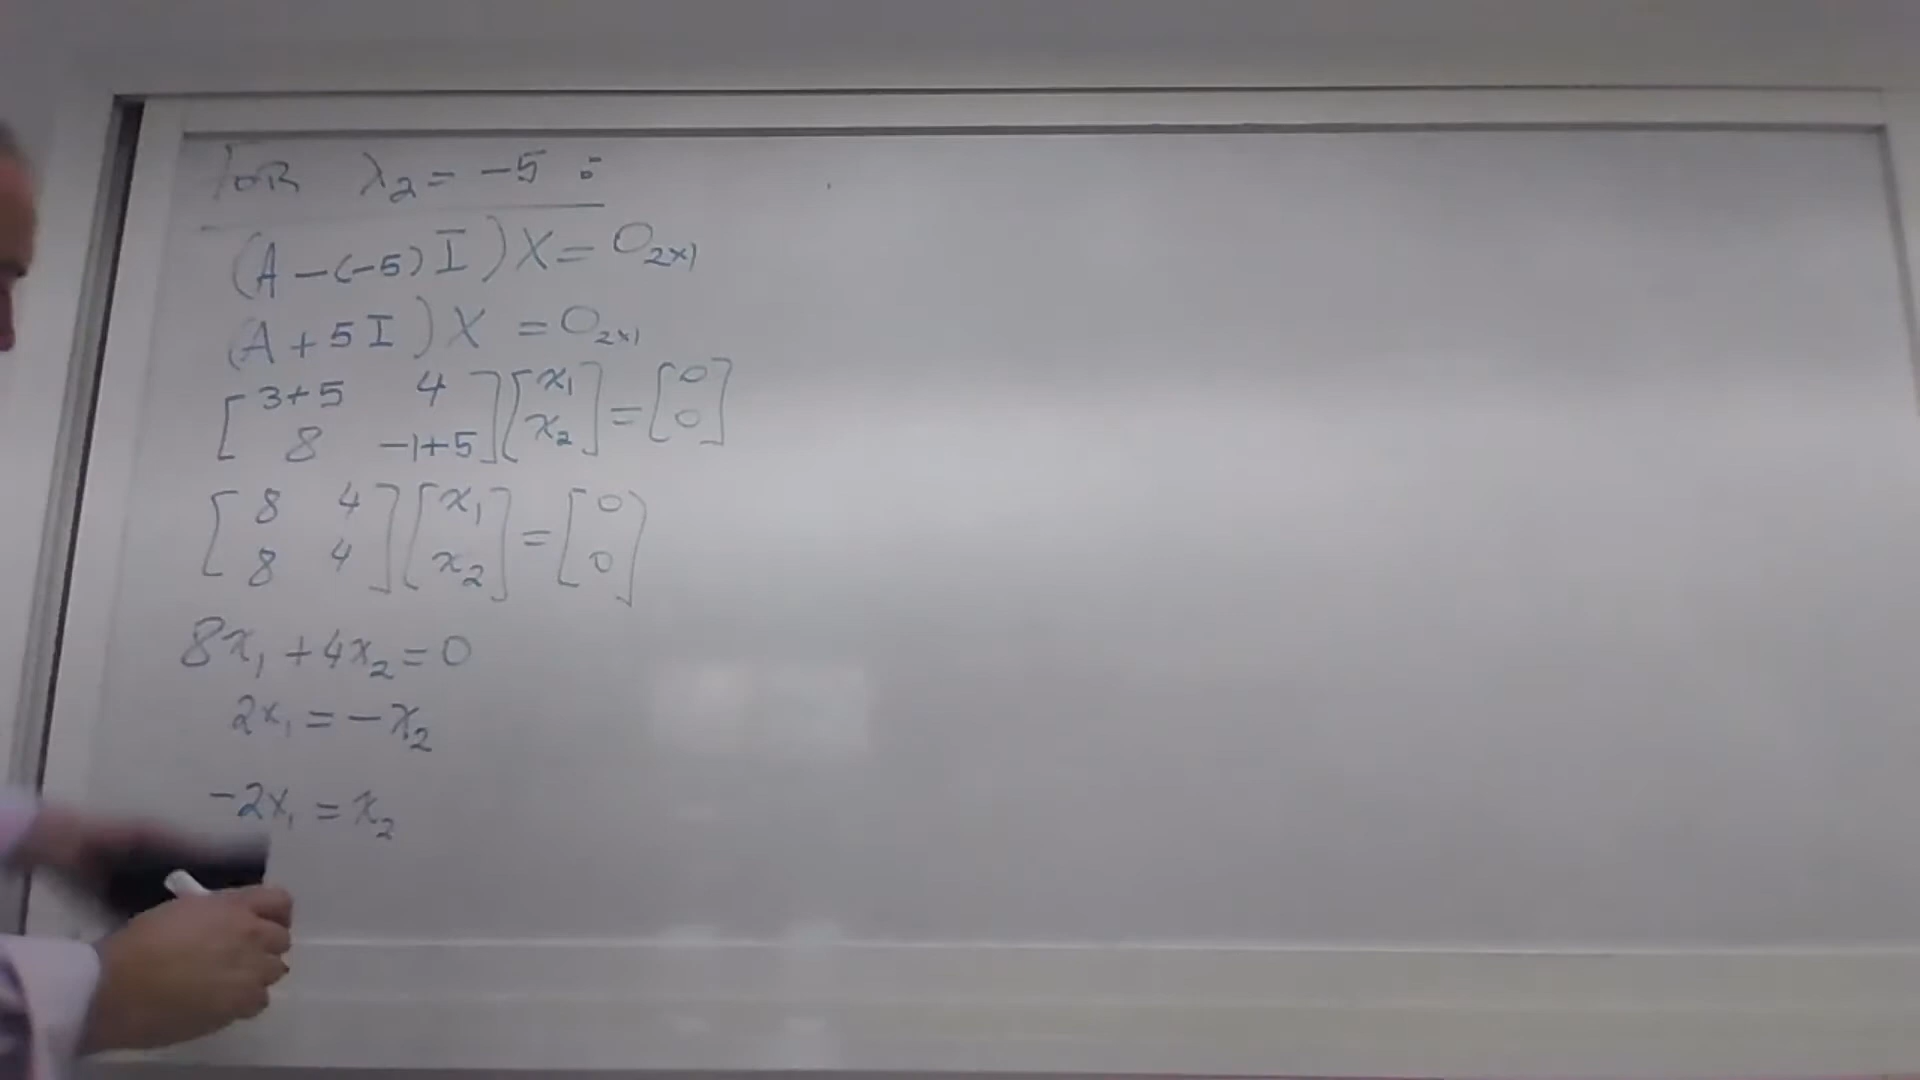 FOR λ₂ = -5 :
(A - (-5) I) X = O₂ₓ₁
(A + 5 I) X = O₂ₓ₁
[3+5 4; 8 -1+5] [x₁; x₂] = [0; 0]
[8 4; 8 4] [x₁; x₂] = [0; 0]
8x₁ + 4x₂ = 0
2x₁ = -x₂
-2x₁ = x₂